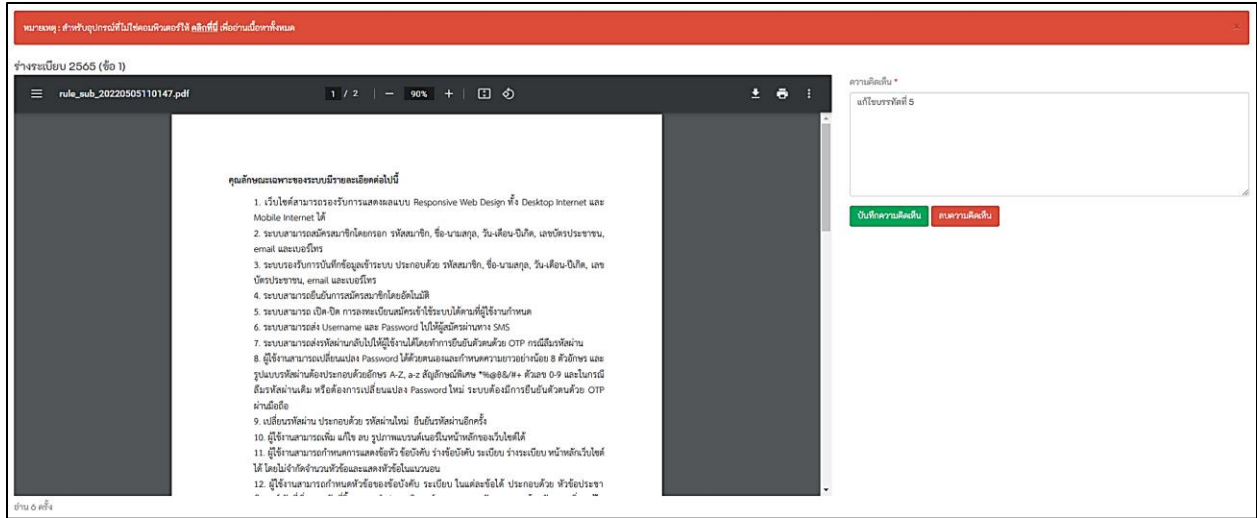 หมายเหตุ : สำหรับอุปกรณ์ที่ไม่ใช่คอมพิวเตอร์ให้ คลิกที่นี่ เพื่ออ่านเนื้อหาทั้งหมด ×
ร่างระเบียบ 2565 (ข้อ 1)
rule_sub_20220505110147.pdf 1 / 2 | − 90% + |
คุณลักษณะเฉพาะของระบบมีรายละเอียดดังต่อไปนี้
1. เว็บไซต์สามารถรองรับการแสดงผลแบบ Responsive Web Design ทั้ง Desktop Internet และ
Mobile Internet ได้
2. ระบบสามารถสมัครสมาชิกโดยกรอก รหัสสมาชิก, ชื่อ-นามสกุล, วัน-เดือน-ปีเกิด, เลขบัตรประชาชน,
email และเบอร์โทร
3. ระบบรองรับการบันทึกข้อมูลเข้าระบบ ประกอบด้วย รหัสสมาชิก, ชื่อ-นามสกุล, วัน-เดือน-ปีเกิด, เลข
บัตรประชาชน, email และเบอร์โทร
4. ระบบสามารถยืนยันการสมัครสมาชิกโดยอัตโนมัติ
5. ระบบสามารถ เปิด-ปิด การลงทะเบียนสมัครเข้าใช้ระบบได้ตามที่ผู้ใช้งานกำหนด
6. ระบบสามารถส่ง Username และ Password ไปให้ผู้สมัครผ่านทาง SMS
7. ระบบสามารถส่งรหัสผ่านกลับไปให้ผู้ใช้งานได้โดยทำการยืนยันตัวตนด้วย OTP กรณีลืมรหัสผ่าน
8. ผู้ใช้งานสามารถเปลี่ยนแปลง Password ได้ด้วยตนเองและกำหนดความยาวอย่างน้อย 8 ตัวอักษร และ
รูปแบบรหัสผ่านต้องประกอบด้วยอักษร A-Z, a-z สัญลักษณ์พิเศษ *%@฿&/#+ ตัวเลข 0-9 และในกรณี
ลืมรหัสผ่านเดิม หรือต้องการเปลี่ยนแปลง Password ใหม่ ระบบต้องมีการยืนยันตัวตนด้วย OTP
ผ่านมือถือ
9. เปลี่ยนรหัสผ่าน ประกอบด้วย รหัสผ่านใหม่ ยืนยันรหัสผ่านอีกครั้ง
10. ผู้ใช้งานสามารถเพิ่ม แก้ไข ลบ รูปภาพแบรนด์เนอร์ในหน้าหลักของเว็บไซต์ได้
11. ผู้ใช้งานสามารถกำหนดการแสดงข้อหัว ข้อบังคับ ร่างข้อบังคับ ระเบียบ ร่างระเบียบ หน้าหลักเว็บไซต์
ได้ โดยไม่จำกัดจำนวนหัวข้อและแสดงหัวข้อในแนวนอน
12. ผู้ใช้งานสามารถกำหนดหัวข้อของข้อบังคับ ระเบียบ ในแต่ละข้อได้ ประกอบด้วย หัวข้อประชา
อ่าน 6 ครั้ง
ความคิดเห็น *
แก้ไขบรรทัดที่ 5
บันทึกความคิดเห็น ลบความคิดเห็น